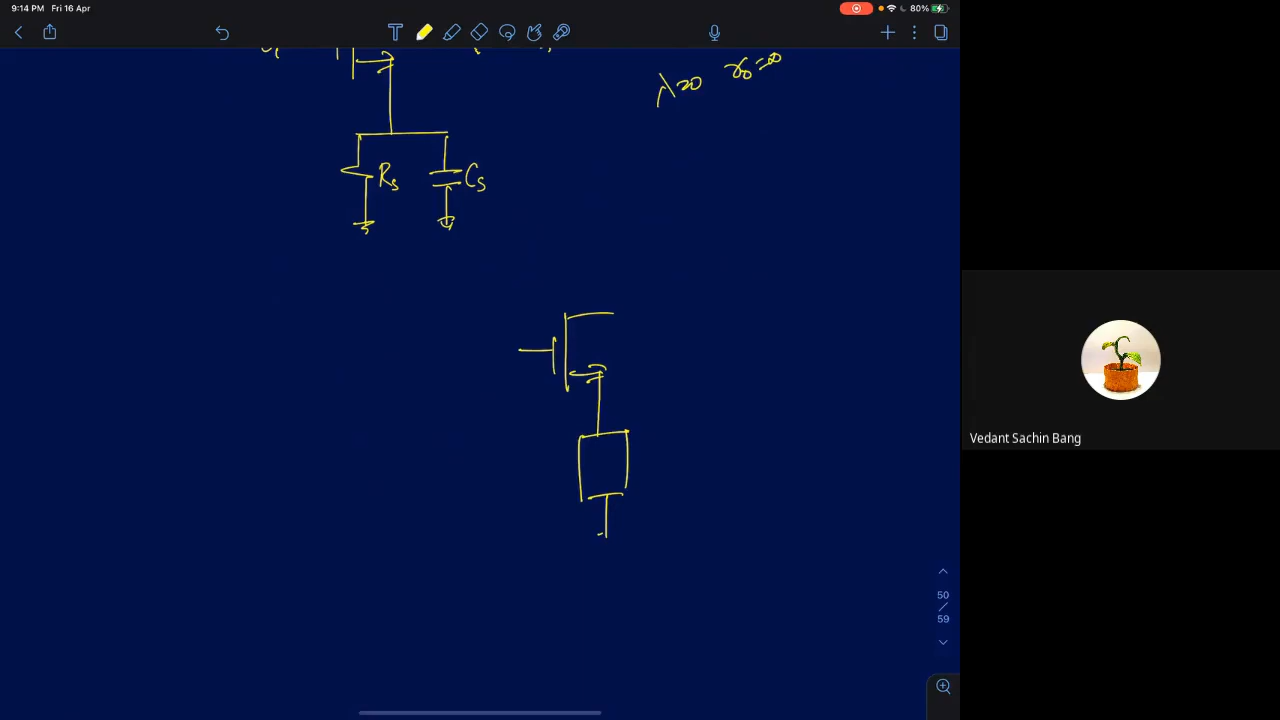 9:14 PM Fri 16 Apr
80%
λ=0 r₀=∞
Rs
Cs
50
/
59
Vedant Sachin Bang